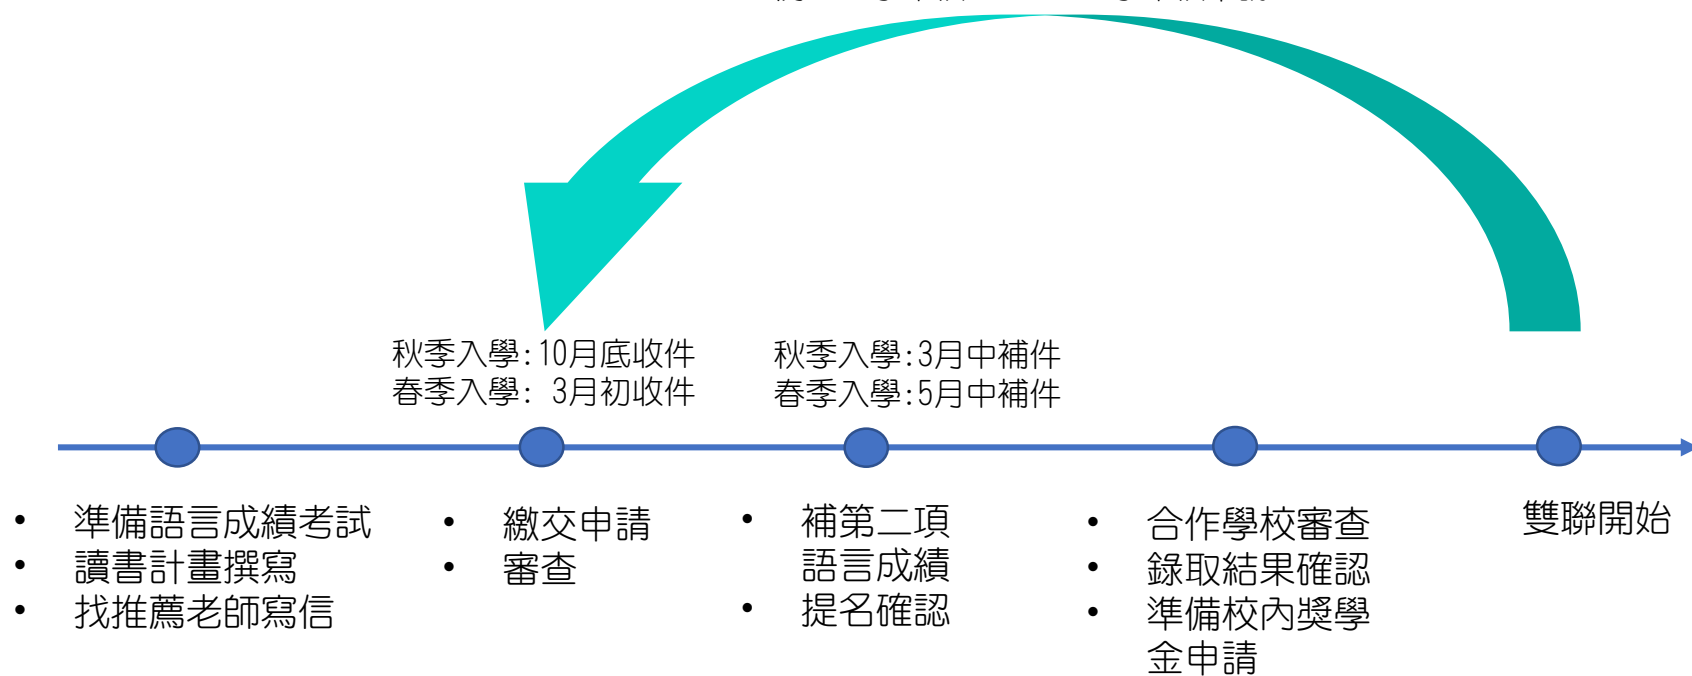 秋季入學:10月底收件
春季入學: 3月初收件
秋季入學:3月中補件
春季入學:5月中補件
• 準備語言成績考試
• 讀書計畫撰寫
• 找推薦老師寫信
• 繳交申請
• 審查
• 補第二項
語言成績
• 提名確認
• 合作學校審查
• 錄取結果確認
• 準備校內獎學
金申請
雙聯開始